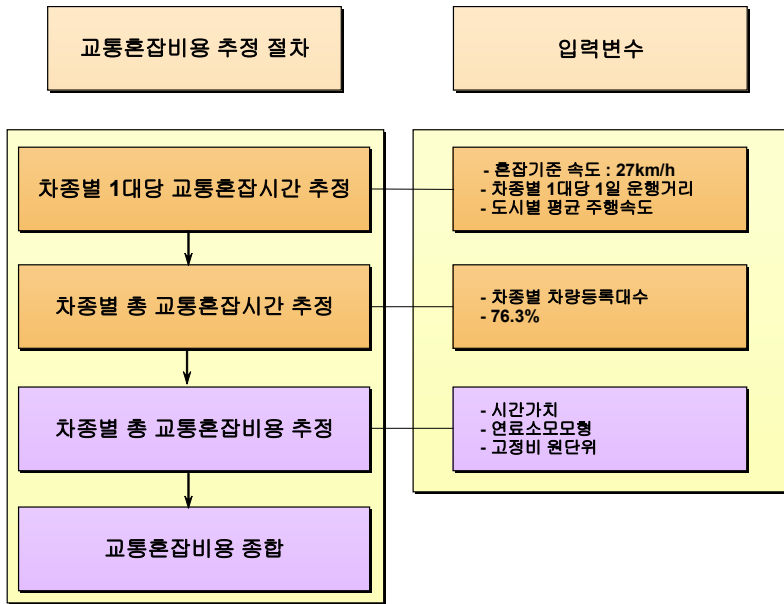 교통혼잡비용 추정 절차
입력변수
차종별 1대당 교통혼잡시간 추정
- 혼잡기준 속도 : 27km/h
- 차종별 1대당 1일 운행거리
- 도시별 평균 주행속도
차종별 총 교통혼잡시간 추정
- 차종별 차량등록대수
- 76.3%
차종별 총 교통혼잡비용 추정
- 시간가치
- 연료소모모형
- 고정비 원단위
교통혼잡비용 종합